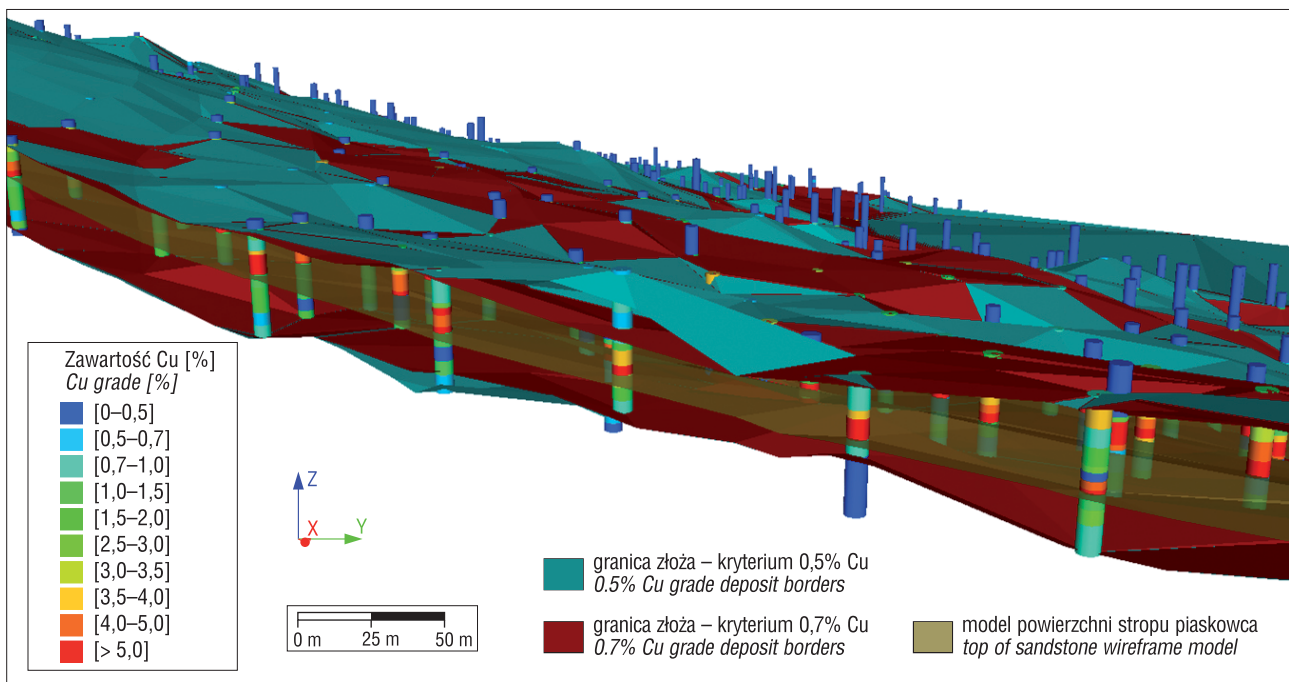 Zawartość Cu [%]
Cu grade [%]
[0–0,5]
[0,5–0,7]
[0,7–1,0]
[1,0–1,5]
[1,5–2,0]
[2,5–3,0]
[3,0–3,5]
[3,5–4,0]
[4,0–5,0]
[> 5,0]
Z
X
Y
0 m 25 m 50 m
granica złoża – kryterium 0,5% Cu
0.5% Cu grade deposit borders
granica złoża – kryterium 0,7% Cu
0.7% Cu grade deposit borders
model powierzchni stropu piaskowca
top of sandstone wireframe model